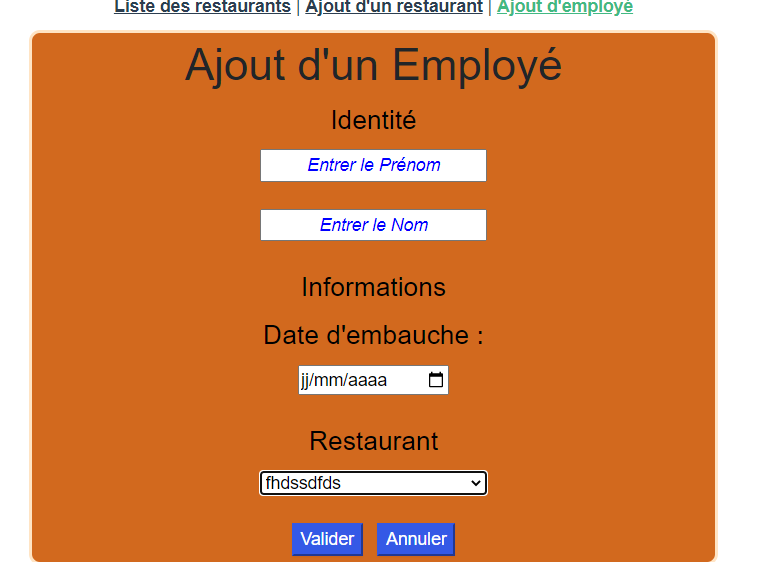 Liste des restaurants | Ajout d'un restaurant | Ajout d'employé
Ajout d'un Employé
Identité
Entrer le Prénom
Entrer le Nom
Informations
Date d'embauche :
jj/mm/aaaa
Restaurant
fhdssdfds
Valider Annuler